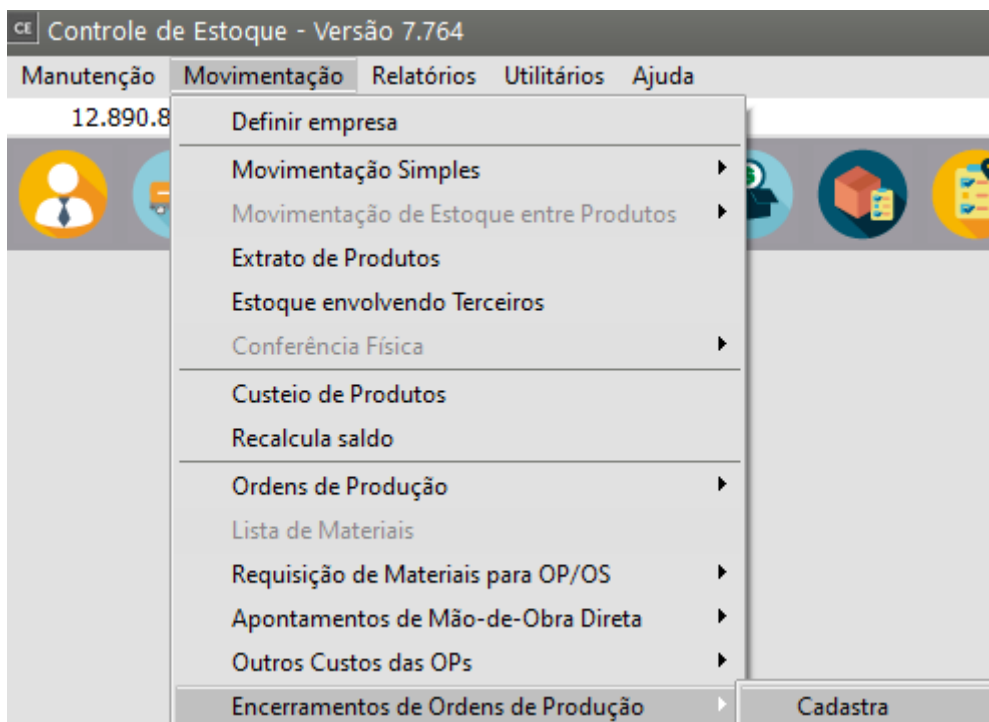 CE Controle de Estoque - Versão 7.764
Manutenção Movimentação Relatórios Utilitários Ajuda
12.890.8
Definir empresa
Movimentação Simples
Movimentação de Estoque entre Produtos
Extrato de Produtos
Estoque envolvendo Terceiros
Conferência Física
Custeio de Produtos
Recalcula saldo
Ordens de Produção
Lista de Materiais
Requisição de Materiais para OP/OS
Apontamentos de Mão-de-Obra Direta
Outros Custos das OPs
Encerramentos de Ordens de Produção Cadastra